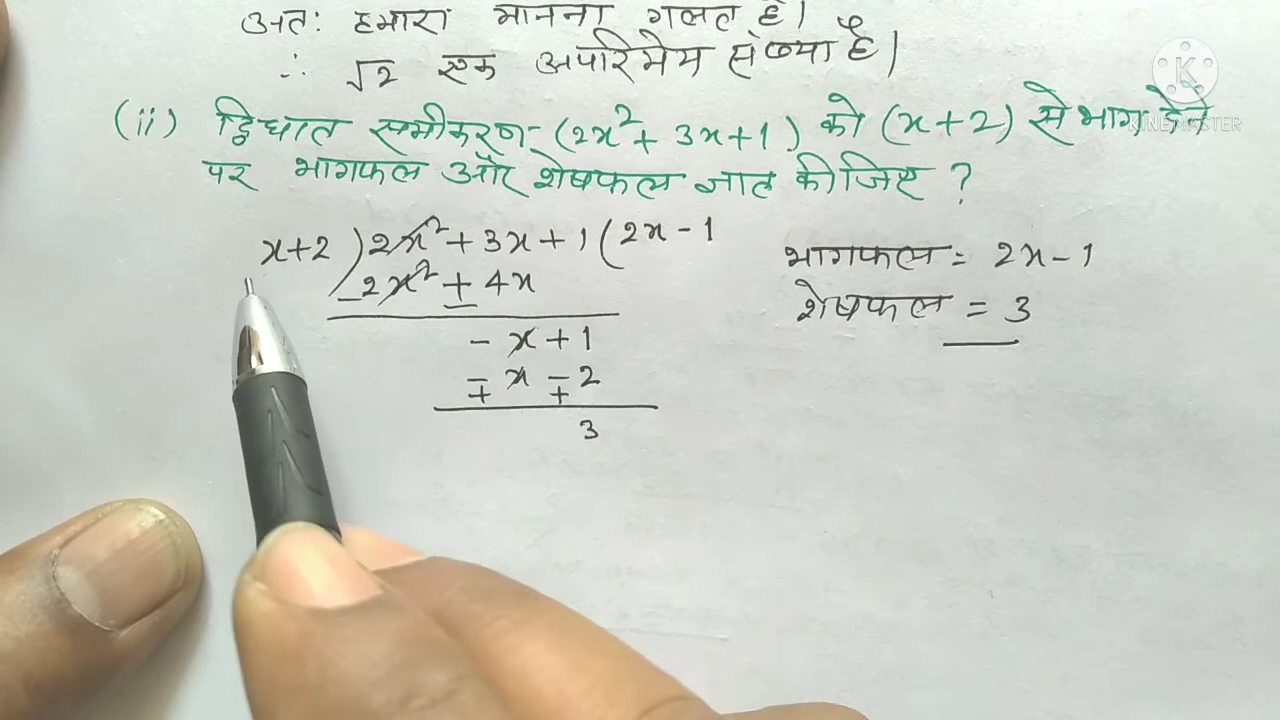 अतः हमारा मानना गलत है।
∴ √2 एक अपरिमेय संख्या है।
(ii) द्विघात समीकरण (2x² + 3x + 1) को (x + 2) से भाग देने
पर भागफल और शेषफल ज्ञात कीजिए ?
x+2 ) 2x² + 3x + 1 ( 2x - 1
2x² + 4x
- +
- x + 1
- x - 2
+ +
3
भागफल = 2x - 1
शेषफल = 3
K
KINEMASTER